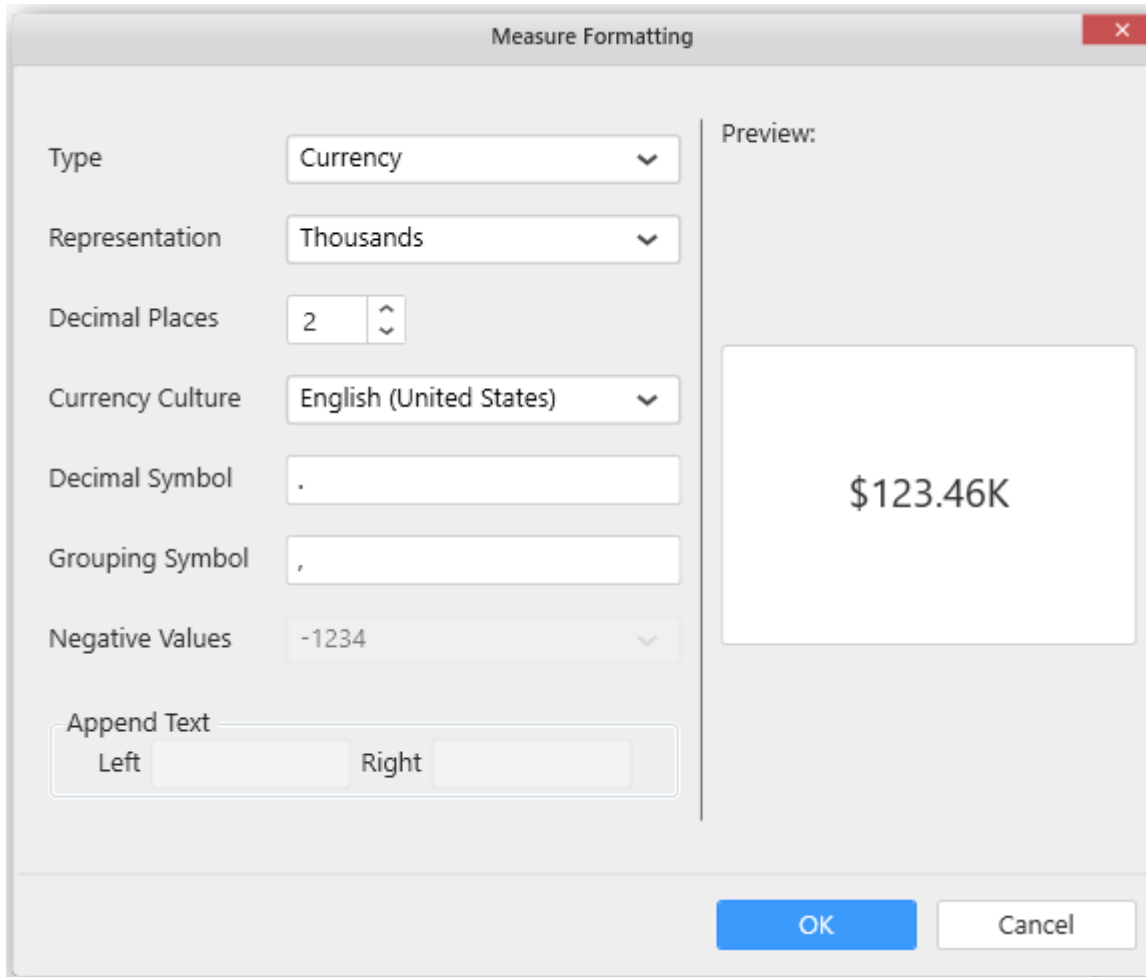 Measure Formatting
Preview:
Type Currency
Representation Thousands
Decimal Places 2
Currency Culture English (United States)
Decimal Symbol .
$123.46K
Grouping Symbol ,
Negative Values -1234
Append Text
Left Right
OK Cancel